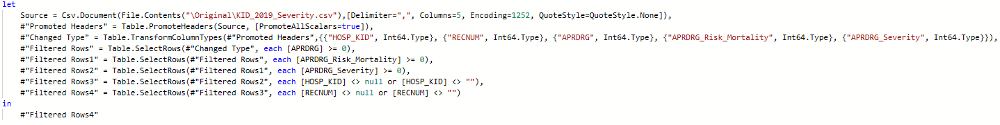 let
    Source = Csv.Document(File.Contents("\Original\KID_2019_Severity.csv"),[Delimiter=",", Columns=5, Encoding=1252, QuoteStyle=QuoteStyle.None]),
    #"Promoted Headers" = Table.PromoteHeaders(Source, [PromoteAllScalars=true]),
    #"Changed Type" = Table.TransformColumnTypes(#"Promoted Headers",{{"HOSP_KID", Int64.Type}, {"RECNUM", Int64.Type}, {"APRDRG", Int64.Type}, {"APRDRG_Risk_Mortality", Int64.Type}, {"APRDRG_Severity", Int64.Type}}),
    #"Filtered Rows" = Table.SelectRows(#"Changed Type", each [APRDRG] >= 0),
    #"Filtered Rows1" = Table.SelectRows(#"Filtered Rows", each [APRDRG_Risk_Mortality] >= 0),
    #"Filtered Rows2" = Table.SelectRows(#"Filtered Rows1", each [APRDRG_Severity] >= 0),
    #"Filtered Rows3" = Table.SelectRows(#"Filtered Rows2", each [HOSP_KID] <> null or [HOSP_KID] <> ""),
    #"Filtered Rows4" = Table.SelectRows(#"Filtered Rows3", each [RECNUM] <> null or [RECNUM] <> "")
in
    #"Filtered Rows4"